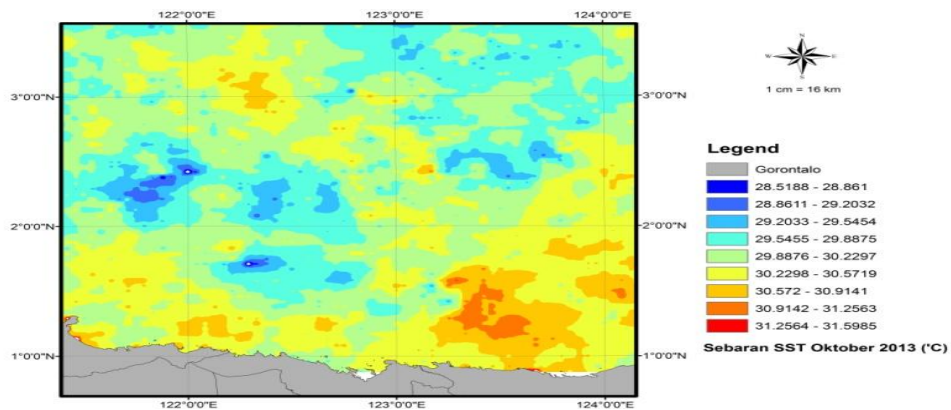 122°0'0"E 123°0'0"E 124°0'0"E
3°0'0"N 3°0'0"N
2°0'0"N 2°0'0"N
1°0'0"N 1°0'0"N
122°0'0"E 123°0'0"E 124°0'0"E
N
W E
S
1 cm = 16 km
Legend
Gorontalo
28.5188 - 28.861
28.8611 - 29.2032
29.2033 - 29.5454
29.5455 - 29.8875
29.8876 - 30.2297
30.2298 - 30.5719
30.572 - 30.9141
30.9142 - 31.2563
31.2564 - 31.5985
Sebaran SST Oktober 2013 (°C)